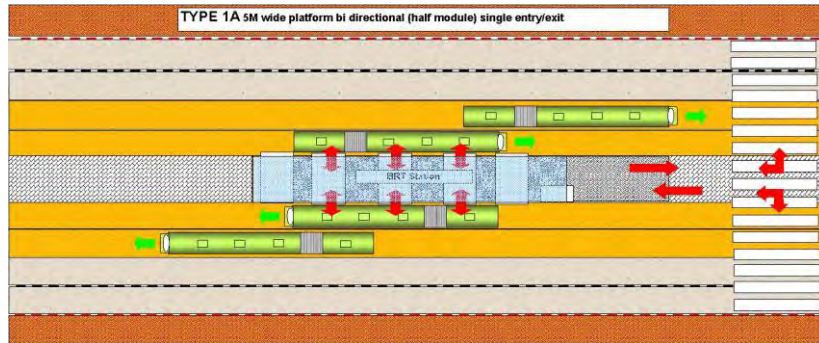 TYPE 1A 5M wide platform bi directional (half module) single entry/exit
BRT Station